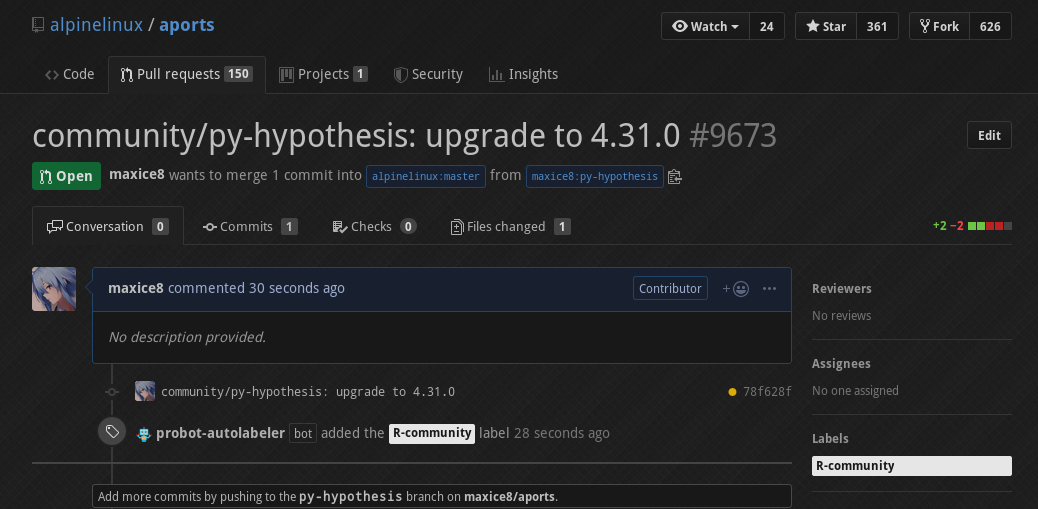 alpinelinux / aports
Watch 24 Star 361 Fork 626
Code Pull requests 150 Projects 1 Security Insights
community/py-hypothesis: upgrade to 4.31.0 #9673 Edit
Open maxice8 wants to merge 1 commit into alpinelinux:master from maxice8:py-hypothesis
Conversation 0 Commits 1 Checks 0 Files changed 1 +2 −2
maxice8 commented 30 seconds ago Contributor
No description provided.
community/py-hypothesis: upgrade to 4.31.0 78f628f
probot-autolabeler bot added the R-community label 28 seconds ago
Add more commits by pushing to the py-hypothesis branch on maxice8/aports.
Reviewers
No reviews
Assignees
No one assigned
Labels
R-community